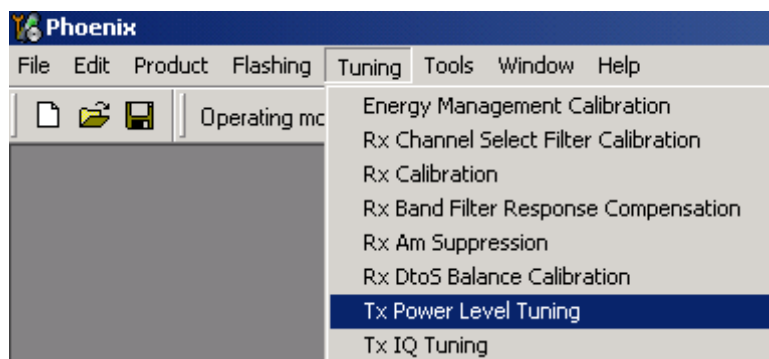 Phoenix
File Edit Product Flashing Tuning Tools Window Help
Operating mo
Energy Management Calibration
Rx Channel Select Filter Calibration
Rx Calibration
Rx Band Filter Response Compensation
Rx Am Suppression
Rx DtoS Balance Calibration
Tx Power Level Tuning
Tx IQ Tuning